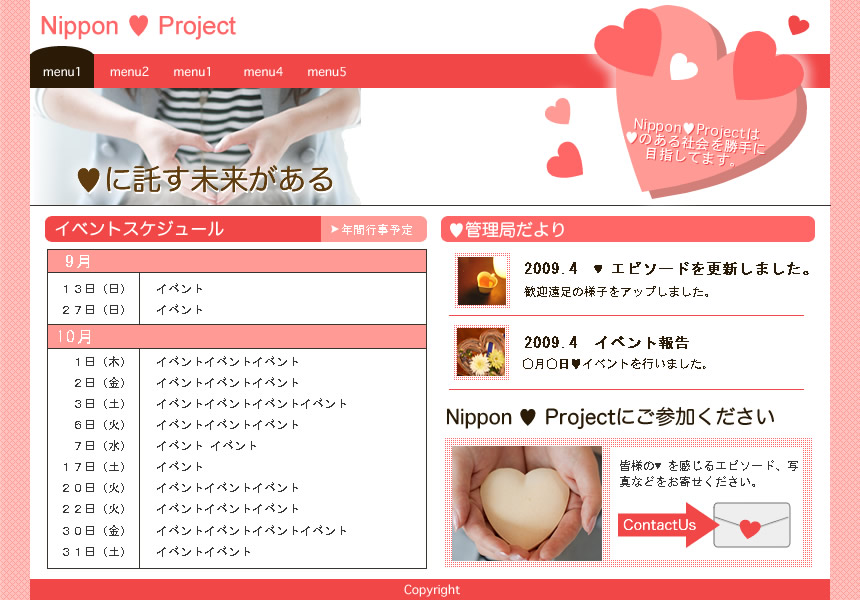 Nippon ♥ Project
menu1 menu2 menu1 menu4 menu5
Nippon♥Projectは
♥のある社会を勝手に
目指してます。
♥に託す未来がある
イベントスケジュール ▶年間行事予定
9月
13日（日） イベント
27日（日） イベント
10月
1日（木） イベントイベントイベント
2日（金） イベントイベントイベント
3日（土） イベントイベントイベントイベント
6日（火） イベントイベントイベント
7日（水） イベント イベント
17日（土） イベント
20日（火） イベントイベントイベント
22日（火） イベントイベントイベント
30日（金） イベントイベントイベントイベント
31日（土） イベントイベント
♥管理局だより
2009.4 ♥ エピソードを更新しました。
歓迎遠足の様子をアップしました。
2009.4 イベント報告
○月○日♥イベントを行いました。
Nippon ♥ Projectにご参加ください
皆様の♥を感じるエピソード、写
真などをお寄せください。
ContactUs
Copyright